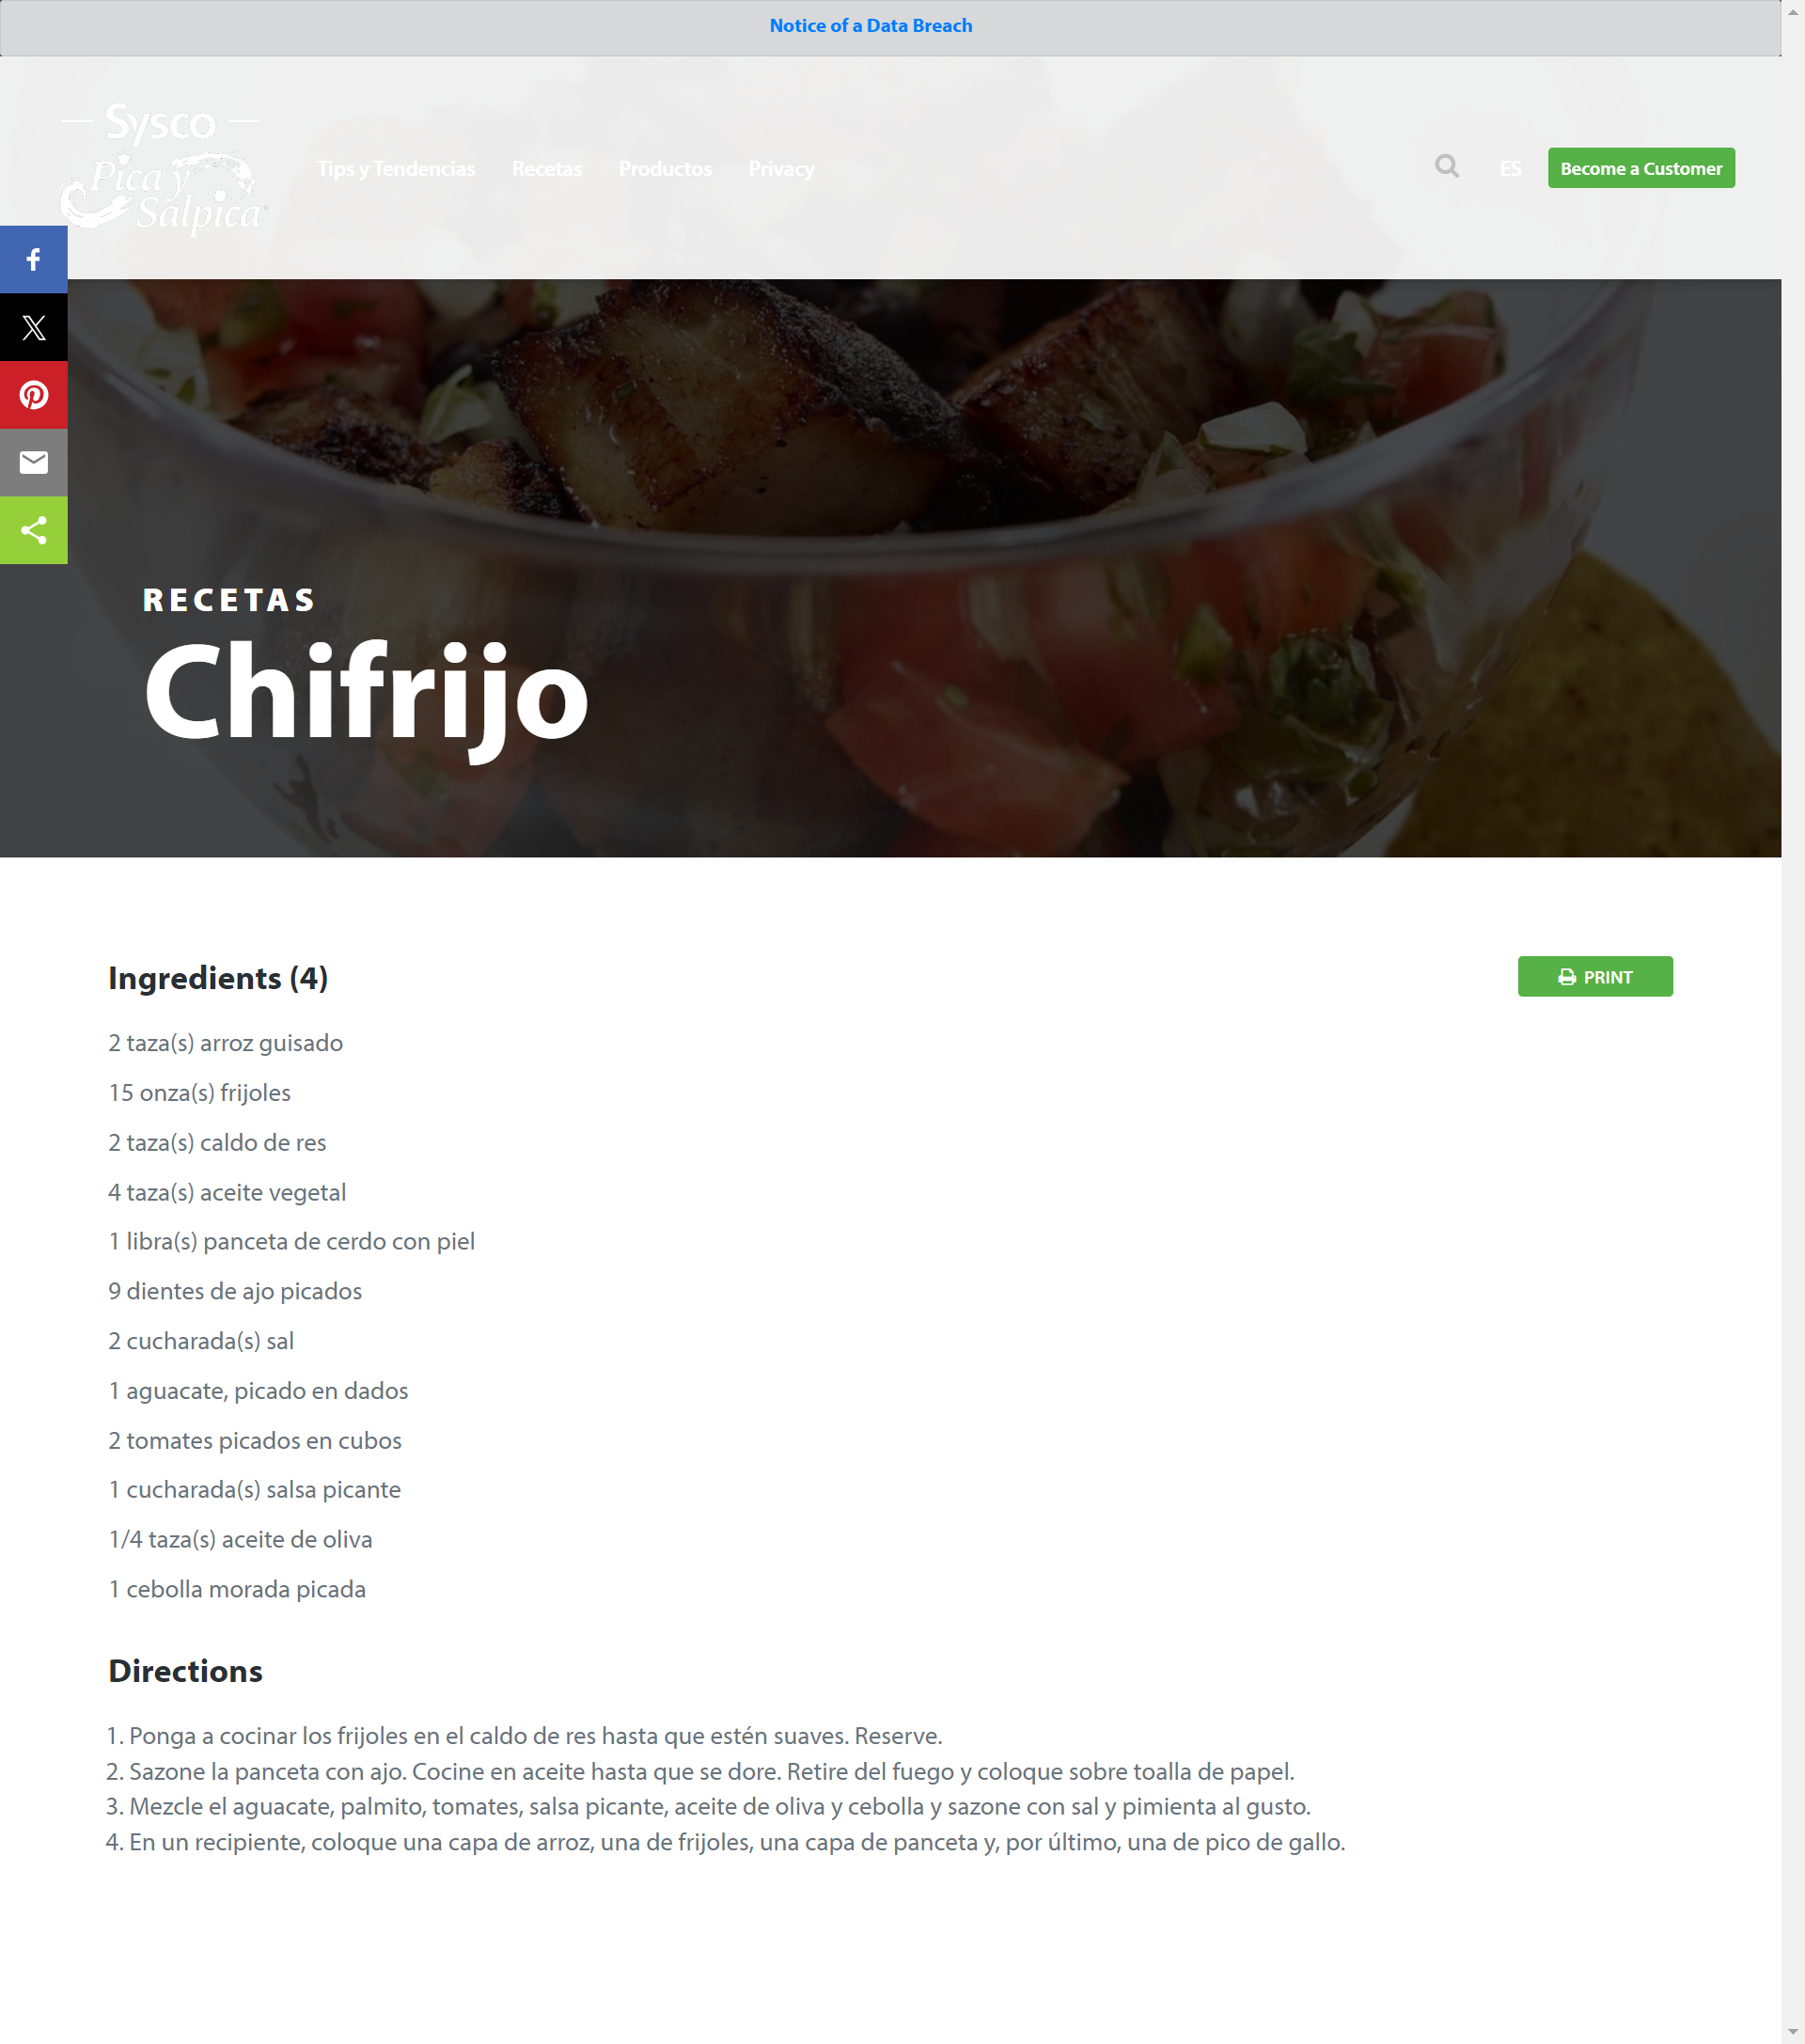 Notice of a Data Breach
Sysco
Pica y
Salpica
Tips y Tendencias
Recetas
Productos
Privacy
ES
Become a Customer
RECETAS
Chifrijo
Ingredients (4)
PRINT
2 taza(s) arroz guisado
15 onza(s) frijoles
2 taza(s) caldo de res
4 taza(s) aceite vegetal
1 libra(s) panceta de cerdo con piel
9 dientes de ajo picados
2 cucharada(s) sal
1 aguacate, picado en dados
2 tomates picados en cubos
1 cucharada(s) salsa picante
1/4 taza(s) aceite de oliva
1 cebolla morada picada
Directions
1. Ponga a cocinar los frijoles en el caldo de res hasta que estén suaves. Reserve.
2. Sazone la panceta con ajo. Cocine en aceite hasta que se dore. Retire del fuego y coloque sobre toalla de papel.
3. Mezcle el aguacate, palmito, tomates, salsa picante, aceite de oliva y cebolla y sazone con sal y pimienta al gusto.
4. En un recipiente, coloque una capa de arroz, una de frijoles, una capa de panceta y, por último, una de pico de gallo.